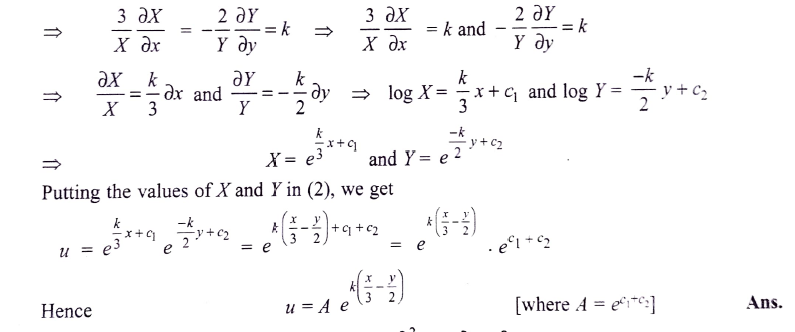 ⇒ 3/X ∂X/∂x = −2/Y ∂Y/∂y = k ⇒ 3/X ∂X/∂x = k and − 2/Y ∂Y/∂y = k
⇒ ∂X/X = k/3 ∂x and ∂Y/Y = − k/2 ∂y ⇒ log X = k/3 x + c₁ and log Y = −k/2 y + c₂
⇒ X = e^(k/3 x + c₁) and Y = e^(−k/2 y + c₂)
Putting the values of X and Y in (2), we get
u = e^(k/3 x + c₁) e^(−k/2 y + c₂) = e^(k(x/3 − y/2) + c₁ + c₂) = e^(k(x/3 − y/2)) . e^(c₁ + c₂)
Hence u = A e^(k(x/3 − y/2)) [where A = e^(c₁+c₂)] Ans.